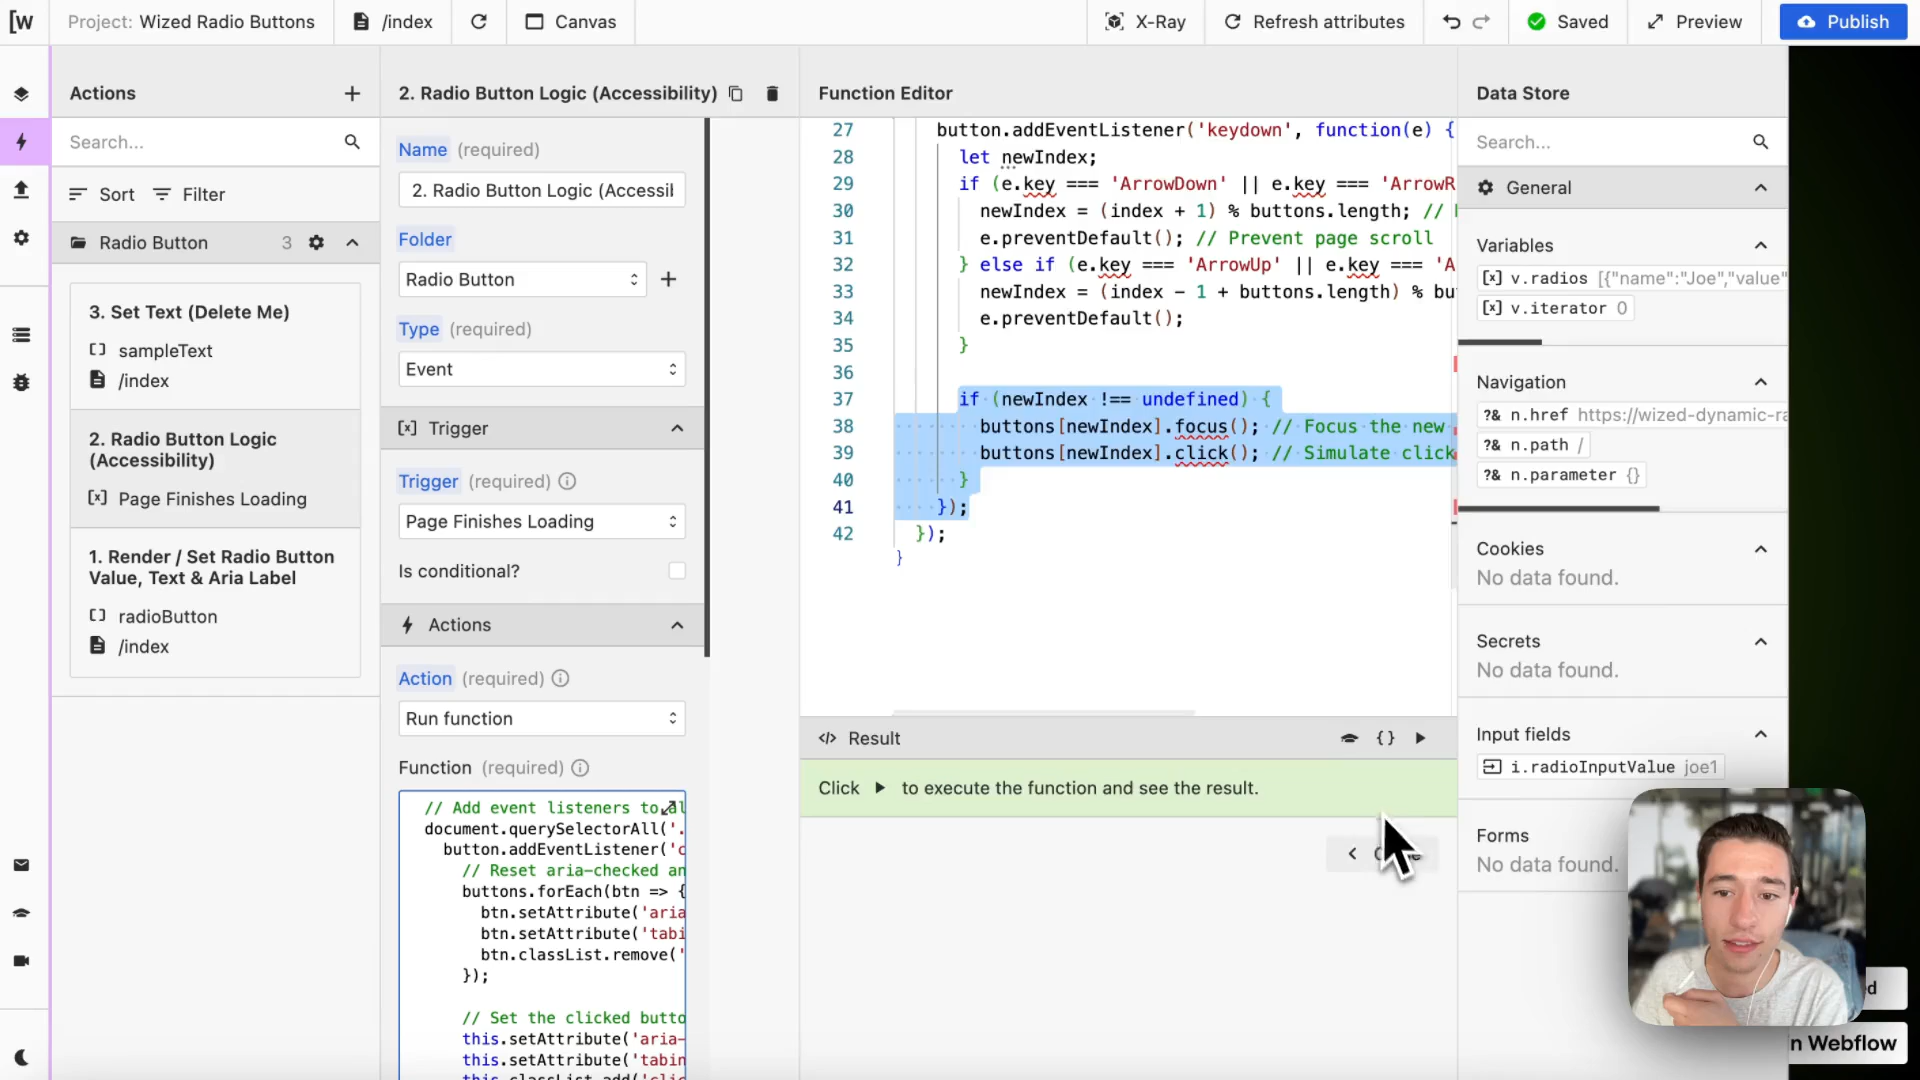 [w
Project: Wized Radio Buttons
/index
Canvas
X-Ray
Refresh attributes
Saved
Preview
Publish
Actions
Search...
Sort
Filter
Radio Button
3
3. Set Text (Delete Me)
sampleText
/index
2. Radio Button Logic
(Accessibility)
Page Finishes Loading
1. Render / Set Radio Button
Value, Text & Aria Label
radioButton
/index
2. Radio Button Logic (Accessibility)
Name (required)
2. Radio Button Logic (Accessil
Folder
Radio Button
Type (required)
Event
Trigger
Trigger (required)
Page Finishes Loading
Is conditional?
Actions
Action (required)
Run function
Function (required)
// Add event listeners to al
document.querySelectorAll('.
button.addEventListener('c
// Reset aria-checked an
buttons.forEach(btn => {
btn.setAttribute('aria
btn.setAttribute('tabi
btn.classList.remove('
});
// Set the clicked butto
this.setAttribute('aria-
this.setAttribute('tabin
this.classList.add('clic
Function Editor
27 button.addEventListener('keydown', function(e) {
28 let newIndex;
29 if (e.key === 'ArrowDown' || e.key === 'ArrowR
30 newIndex = (index + 1) % buttons.length; //
31 e.preventDefault(); // Prevent page scroll
32 } else if (e.key === 'ArrowUp' || e.key === 'A
33 newIndex = (index - 1 + buttons.length) % bu
34 e.preventDefault();
35 }
36
37 if (newIndex !== undefined) {
38 buttons[newIndex].focus(); // Focus the new
39 buttons[newIndex].click(); // Simulate click
40 }
41 });
42 });
}
</> Result
{ }
Click ▶ to execute the function and see the result.
Data Store
Search...
General
Variables
v.radios [{"name":"Joe","value"
v.iterator 0
Navigation
?& n.href https://wized-dynamic-ra
?& n.path /
?& n.parameter {}
Cookies
No data found.
Secrets
No data found.
Input fields
i.radioInputValue joe1
Forms
No data found.
n Webflow